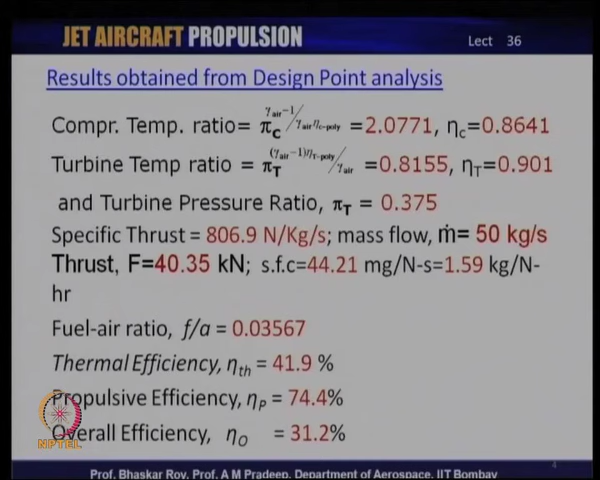 JET AIRCRAFT PROPULSION
Lect 36
Results obtained from Design Point analysis
Compr. Temp. ratio= πc^γair−1/γair ηc-poly =2.0771, ηc=0.8641
Turbine Temp ratio = πT^(γair−1)ηT-poly/γair =0.8155, ηT=0.901
and Turbine Pressure Ratio, πT = 0.375
Specific Thrust = 806.9 N/Kg/s; mass flow, ṁ= 50 kg/s
Thrust, F=40.35 kN; s.f.c=44.21 mg/N-s=1.59 kg/N-
hr
Fuel-air ratio, f/a = 0.03567
Thermal Efficiency, ηth = 41.9 %
Propulsive Efficiency, ηP = 74.4%
Overall Efficiency, ηO = 31.2%
NPTEL
4
Prof. Bhaskar Roy, Prof. A M Pradeep, Department of Aerospace, IIT Bombay